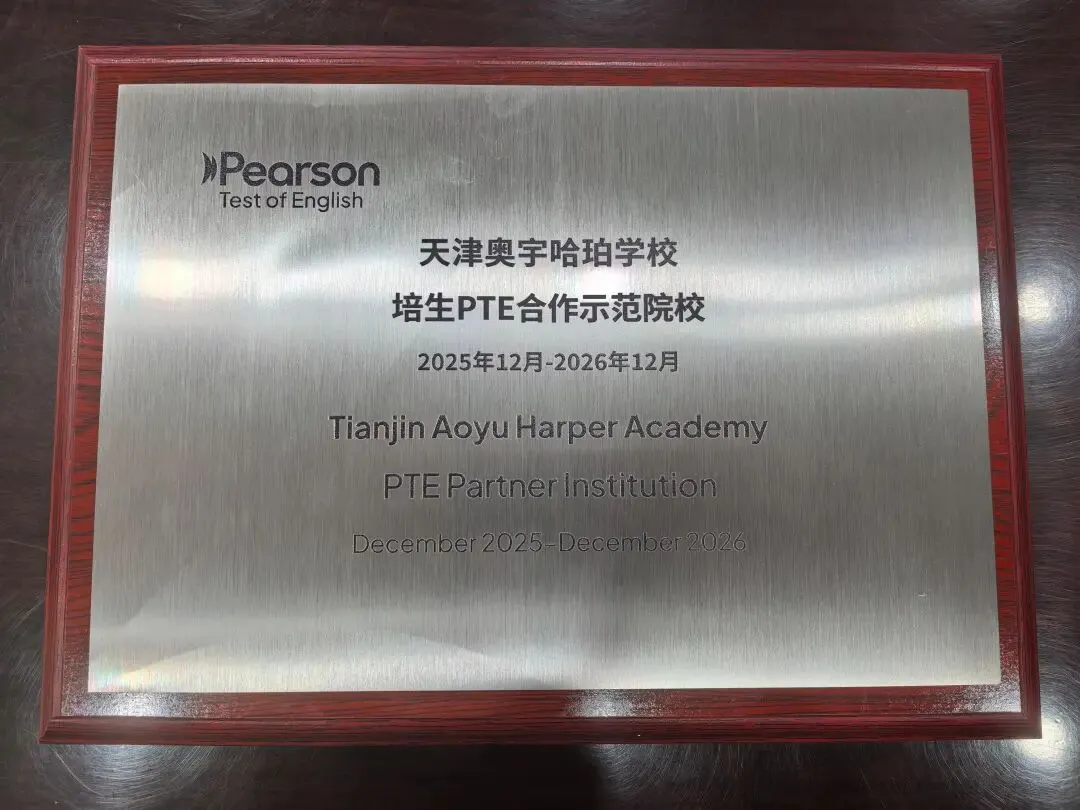 Pearson
Test of English
天津奥宇哈珀学校
培生PTE合作示范院校
2025年12月-2026年12月
Tianjin Aoyu Harper Academy
PTE Partner Institution
December 2025–December 2026